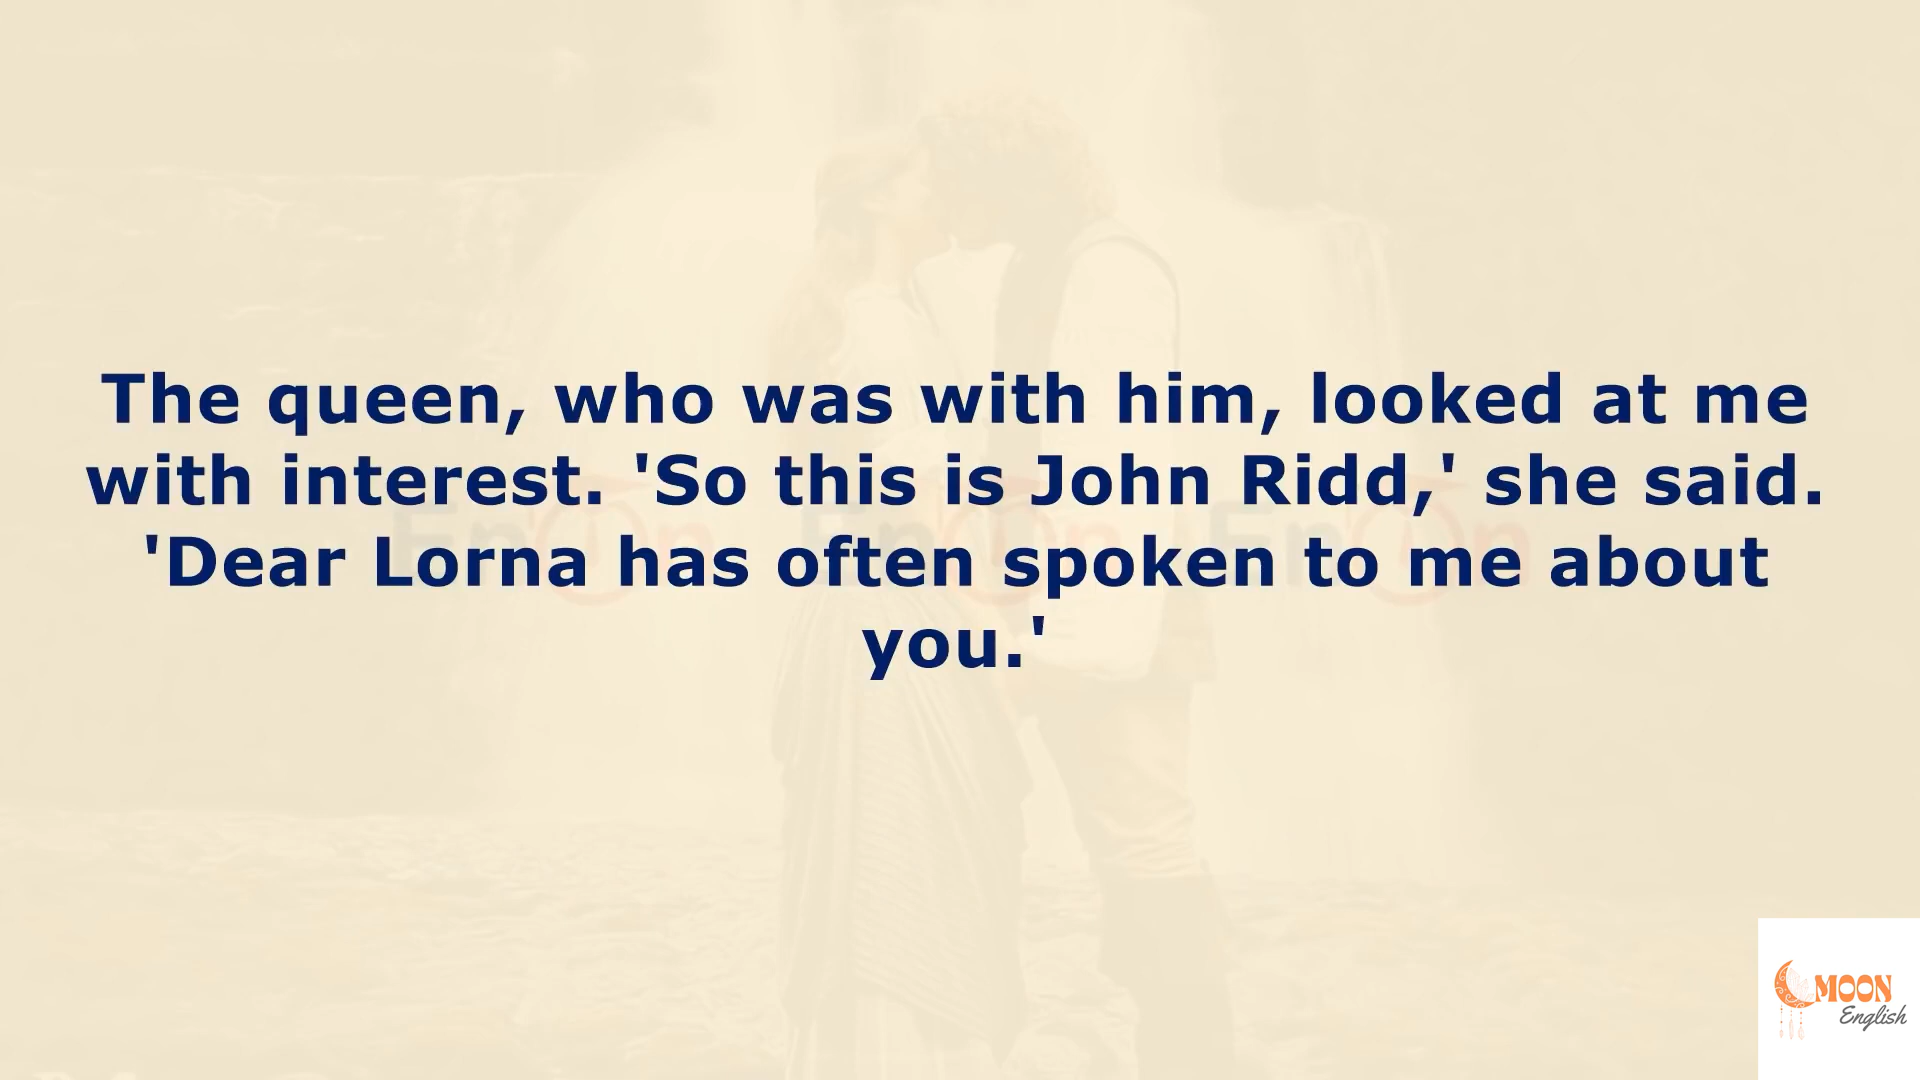 The queen, who was with him, looked at me
with interest. 'So this is John Ridd,' she said.
'Dear Lorna has often spoken to me about
you.'
MOON
English